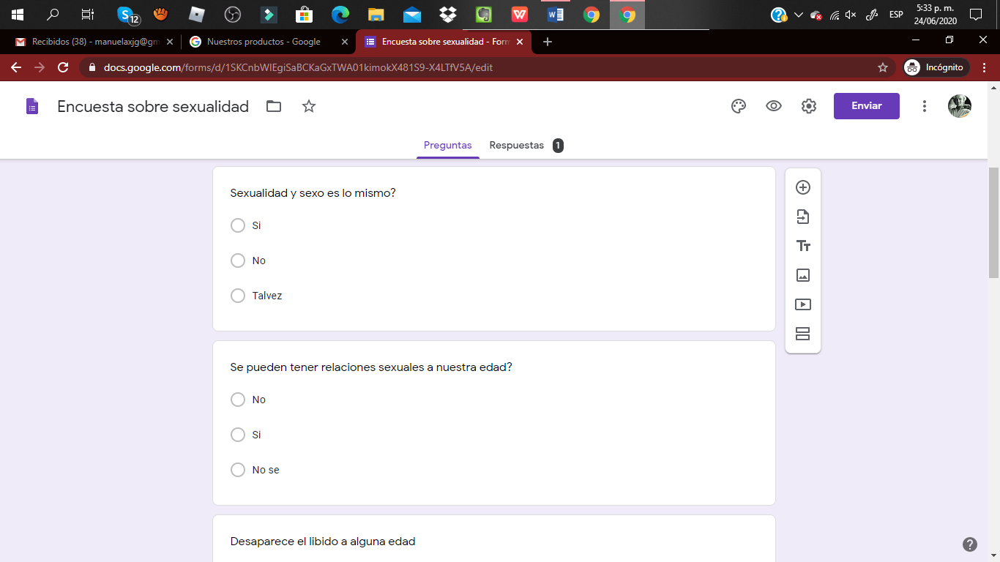 12
ESP
5:33 p. m.
24/06/2020
Recibidos (38) - manuelaxjg@gm
Nuestros productos - Google
Encuesta sobre sexualidad - Form
docs.google.com/forms/d/1SKCnbWIEgiSaBCKaGxTWA01kimokX481S9-X4LTfV5A/edit
Incógnito
Encuesta sobre sexualidad
Enviar
Preguntas
Respuestas 1
Sexualidad y sexo es lo mismo?
Si
No
Talvez
Se pueden tener relaciones sexuales a nuestra edad?
No
Si
No se
Desaparece el libido a alguna edad